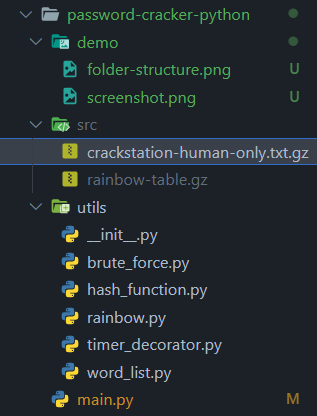 password-cracker-python
demo
folder-structure.png U
screenshot.png U
src
crackstation-human-only.txt.gz
rainbow-table.gz
utils
__init__.py
brute_force.py
hash_function.py
rainbow.py
timer_decorator.py
word_list.py
main.py M